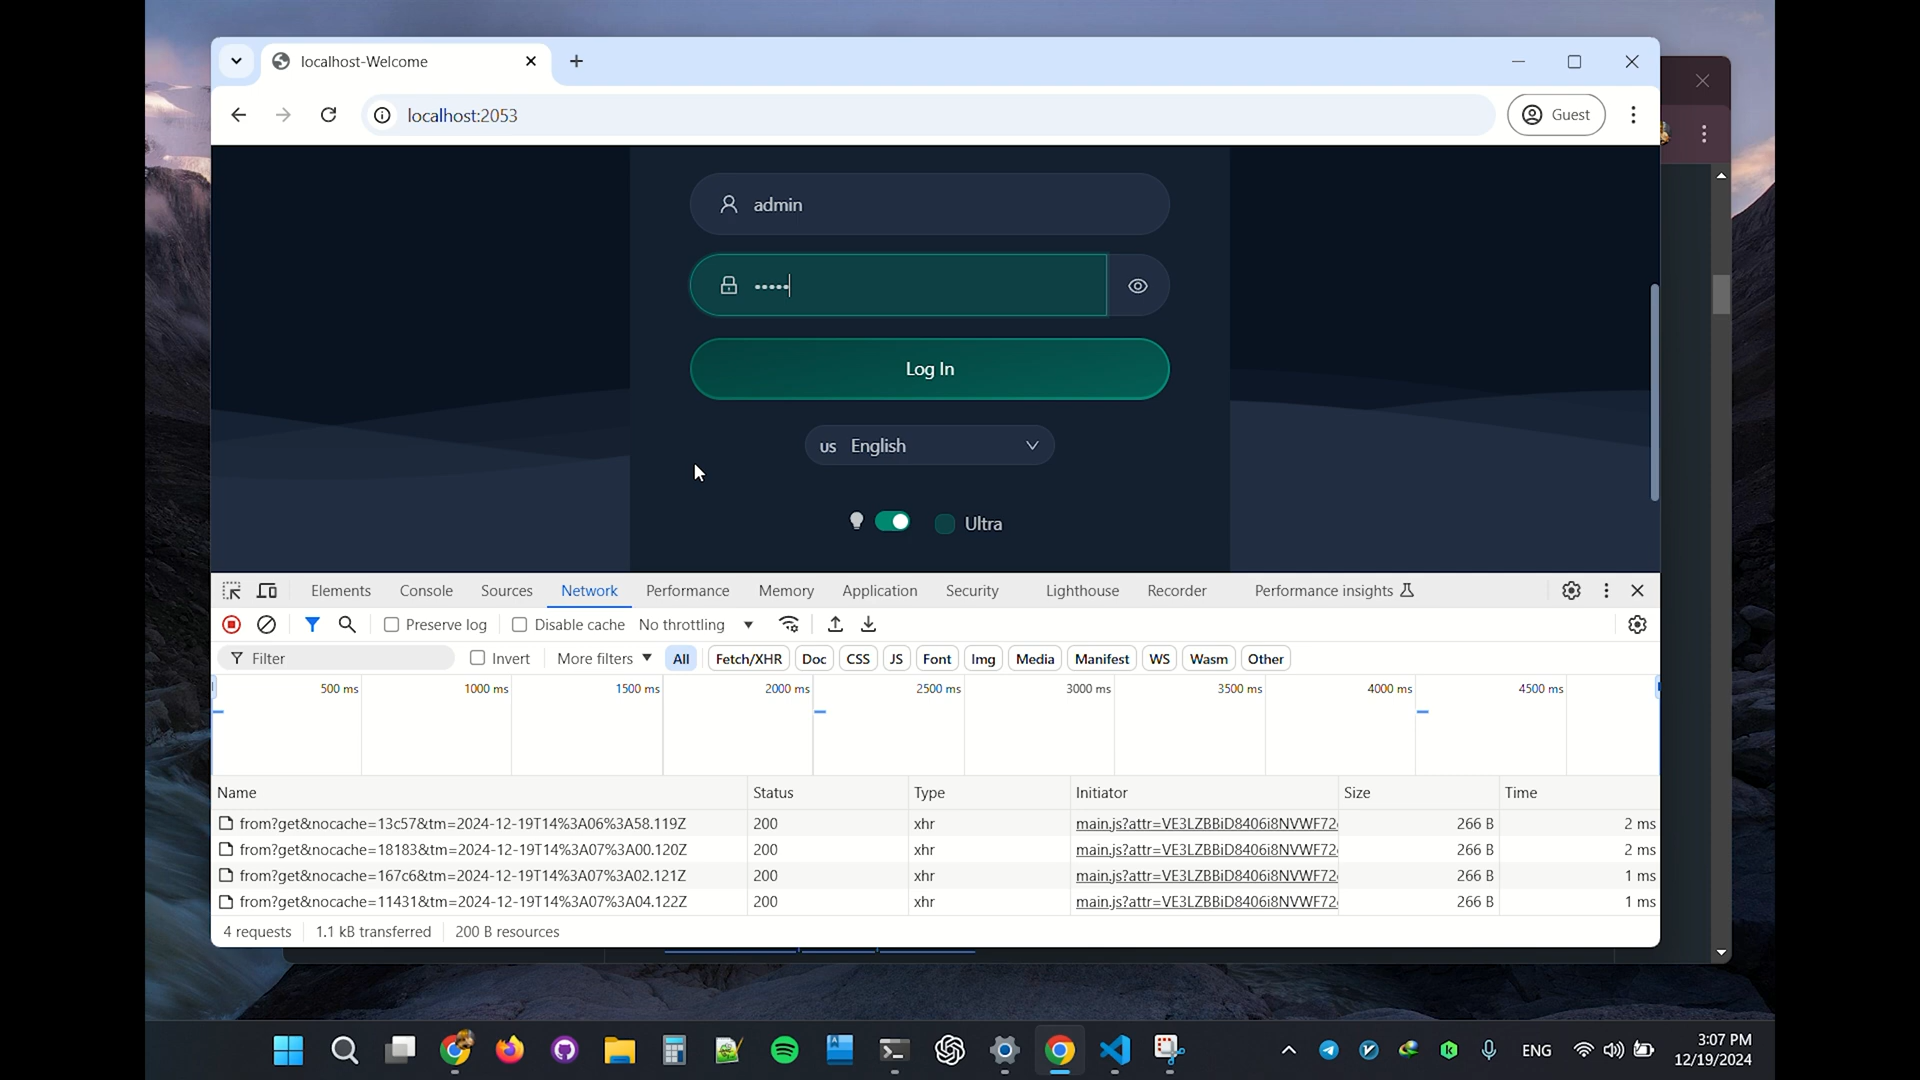 localhost-Welcome
localhost:2053
Guest
admin
•••••
Log In
us English
Ultra
Elements Console Sources Network Performance Memory Application Security Lighthouse Recorder Performance insights
Preserve log Disable cache No throttling
Filter Invert More filters All Fetch/XHR Doc CSS JS Font Img Media Manifest WS Wasm Other
500 ms 1000 ms 1500 ms 2000 ms 2500 ms 3000 ms 3500 ms 4000 ms 4500 ms
Name Status Type Initiator Size Time
from?get&nocache=13c57&tm=2024-12-19T14%3A06%3A58.119Z 200 xhr main.js?attr=VE3LZBBiD8406i8NVWF72 266 B 2 ms
from?get&nocache=18183&tm=2024-12-19T14%3A07%3A00.120Z 200 xhr main.js?attr=VE3LZBBiD8406i8NVWF72 266 B 2 ms
from?get&nocache=167c6&tm=2024-12-19T14%3A07%3A02.121Z 200 xhr main.js?attr=VE3LZBBiD8406i8NVWF72 266 B 1 ms
from?get&nocache=11431&tm=2024-12-19T14%3A07%3A04.122Z 200 xhr main.js?attr=VE3LZBBiD8406i8NVWF72 266 B 1 ms
4 requests 1.1 kB transferred 200 B resources
ENG
3:07 PM
12/19/2024